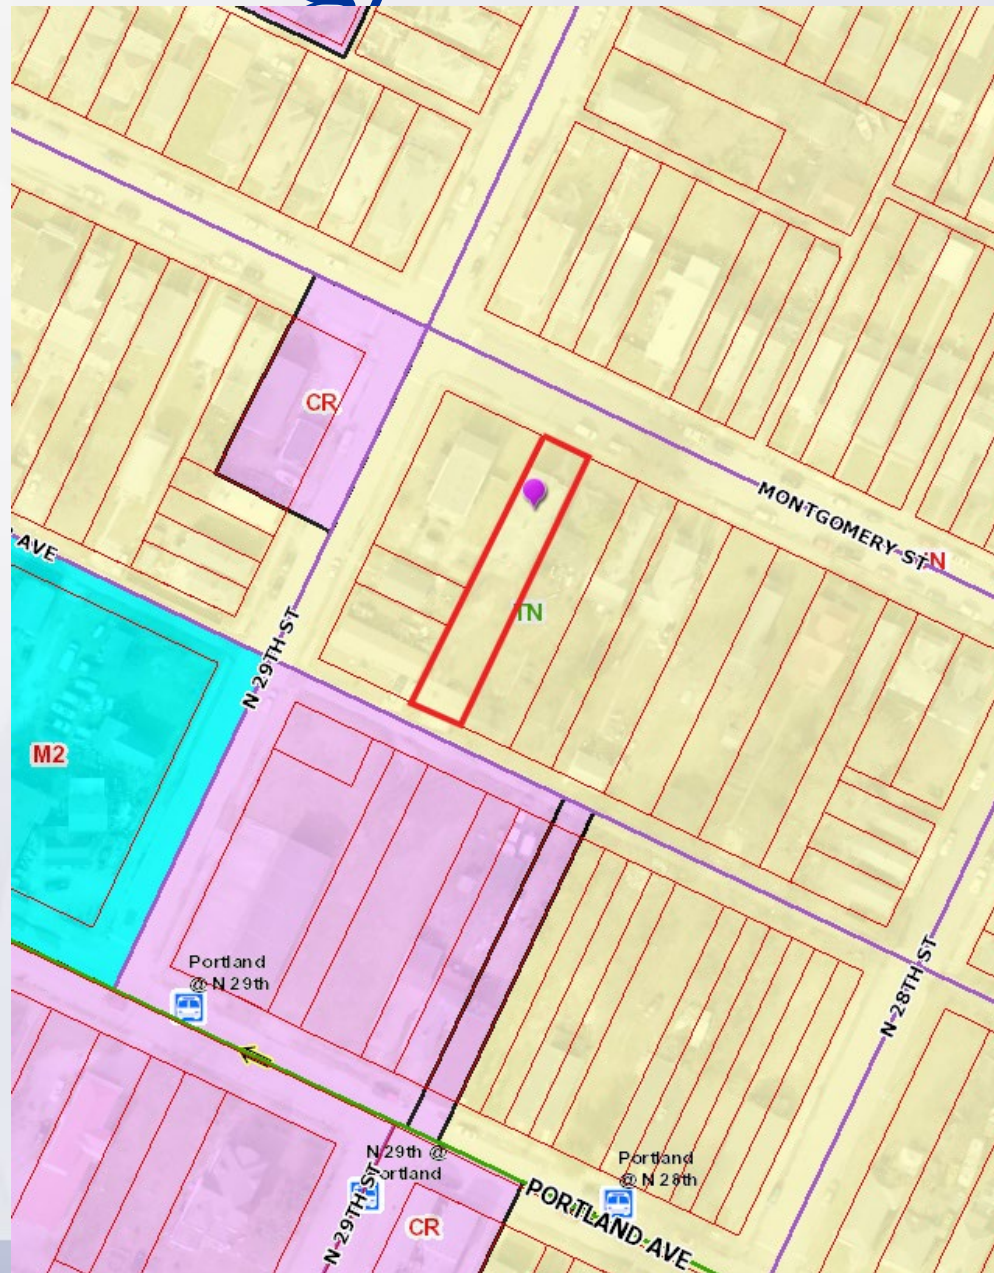 CR
MONTGOMERY ST
N
AVE
TN
N 29TH ST
M2
Portland
@ N 29th
N 28TH ST
N 29th @
Portland
Portland
@ N 28th
N 29TH ST
CR
PORTLAND AVE